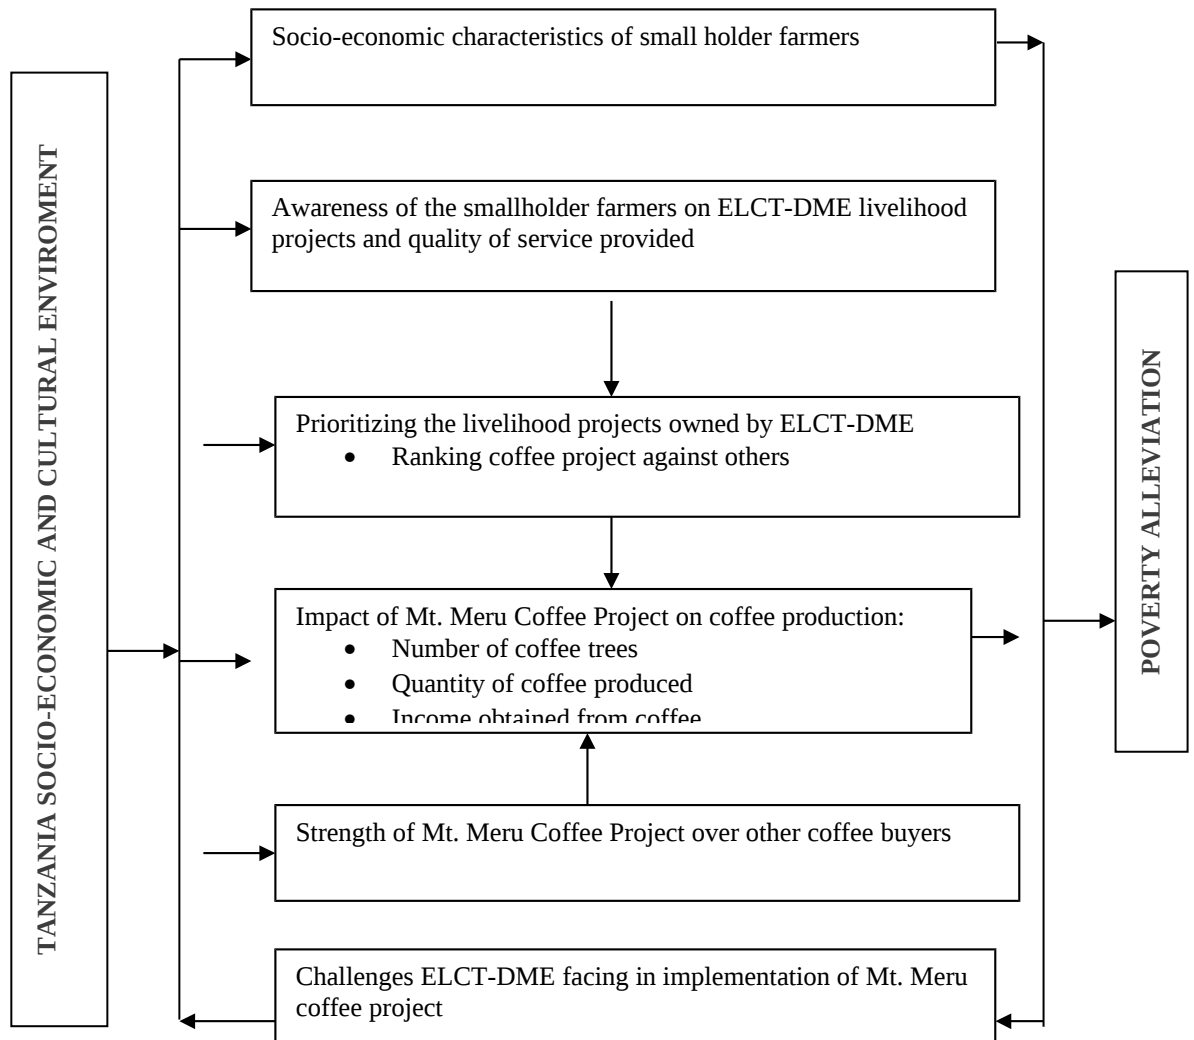 TANZANIA SOCIO-ECONOMIC AND CULTURAL ENVIROMENT
Socio-economic characteristics of small holder farmers
Awareness of the smallholder farmers on ELCT-DME livelihood
projects and quality of service provided
Prioritizing the livelihood projects owned by ELCT-DME
• Ranking coffee project against others
Impact of Mt. Meru Coffee Project on coffee production:
• Number of coffee trees
• Quantity of coffee produced
• Income obtained from coffee
Strength of Mt. Meru Coffee Project over other coffee buyers
Challenges ELCT-DME facing in implementation of Mt. Meru
coffee project
POVERTY ALLEVIATION